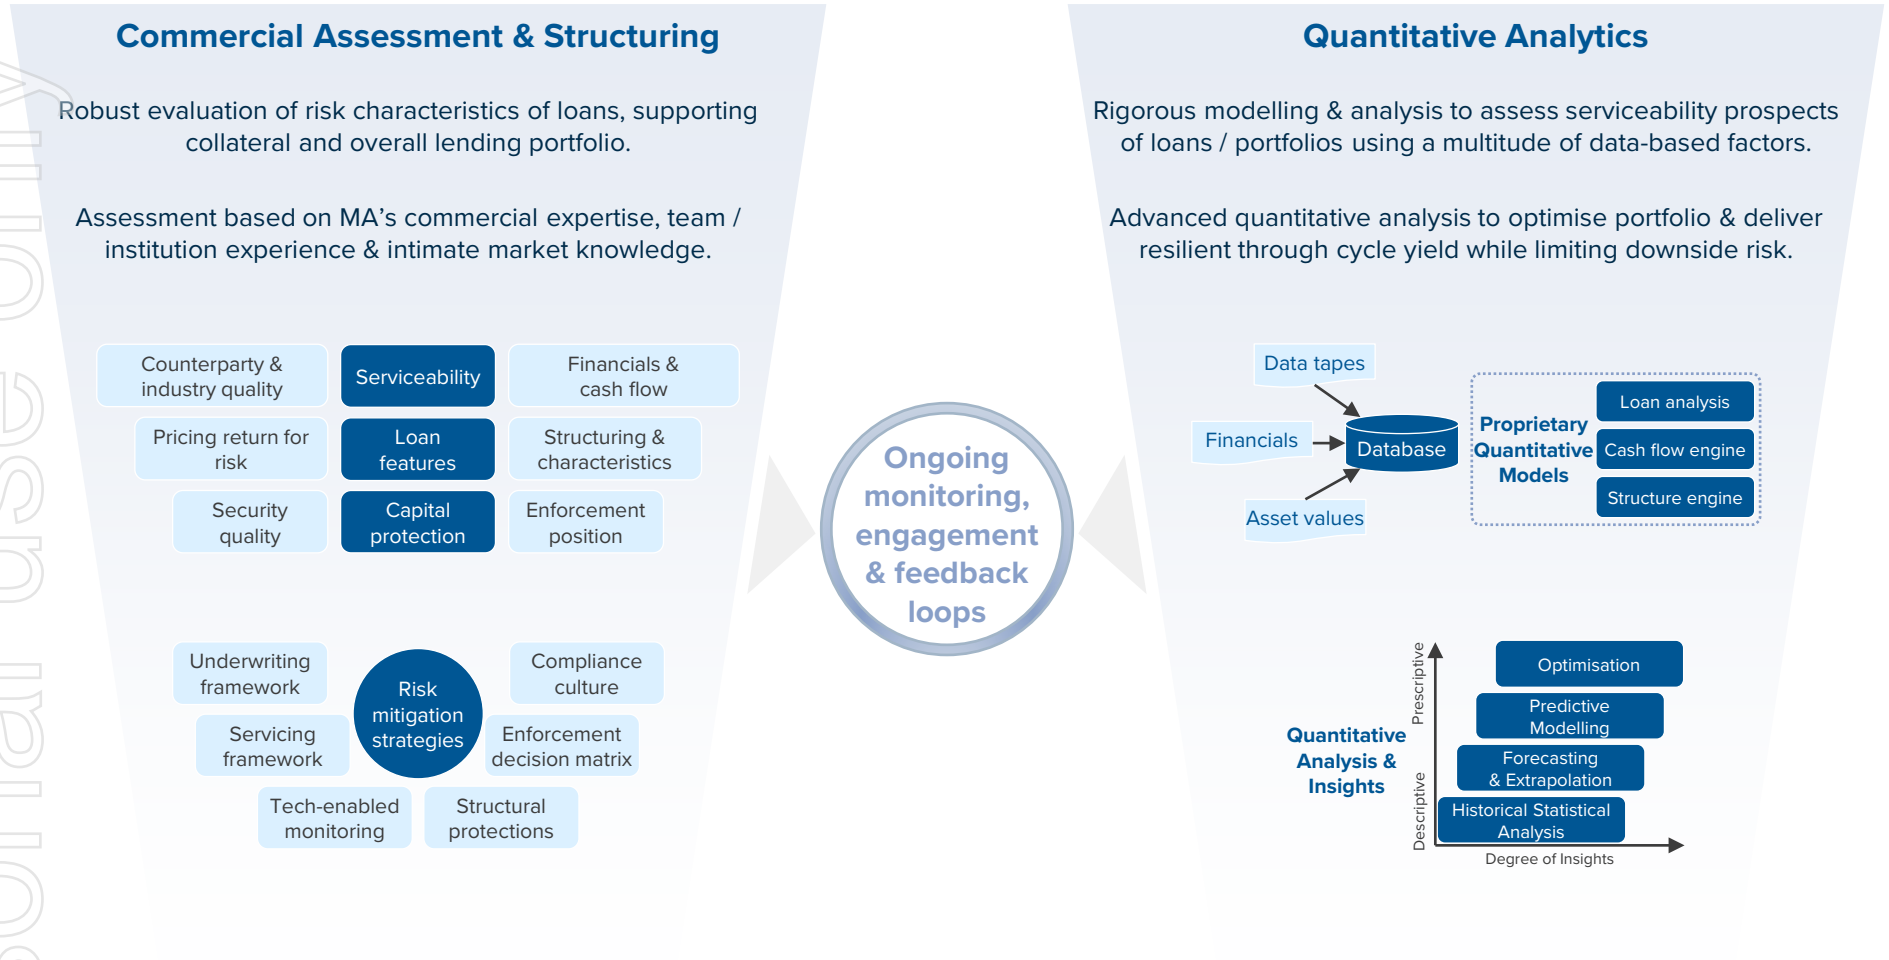 Commercial Assessment & Structuring
Robust evaluation of risk characteristics of loans, supporting
collateral and overall lending portfolio.
Assessment based on MA's commercial expertise, team /
institution experience & intimate market knowledge.
Counterparty &
industry quality
Serviceability
Financials &
cash flow
Pricing return for
risk
Loan
features
Structuring &
characteristics
Security
quality
Capital
protection
Enforcement
position
Underwriting
framework
Risk
mitigation
strategies
Compliance
culture
Servicing
framework
Enforcement
decision matrix
Tech-enabled
monitoring
Structural
protections
Ongoing
monitoring,
engagement
& feedback
loops
Quantitative Analytics
Rigorous modelling & analysis to assess serviceability prospects
of loans / portfolios using a multitude of data-based factors.
Advanced quantitative analysis to optimise portfolio & deliver
resilient through cycle yield while limiting downside risk.
Data tapes
Financials
Asset values
Database
Proprietary
Quantitative
Models
Loan analysis
Cash flow engine
Structure engine
Quantitative
Analysis &
Insights
Prescriptive
Descriptive
Optimisation
Predictive
Modelling
Forecasting
& Extrapolation
Historical Statistical
Analysis
Degree of Insights
sonal use only